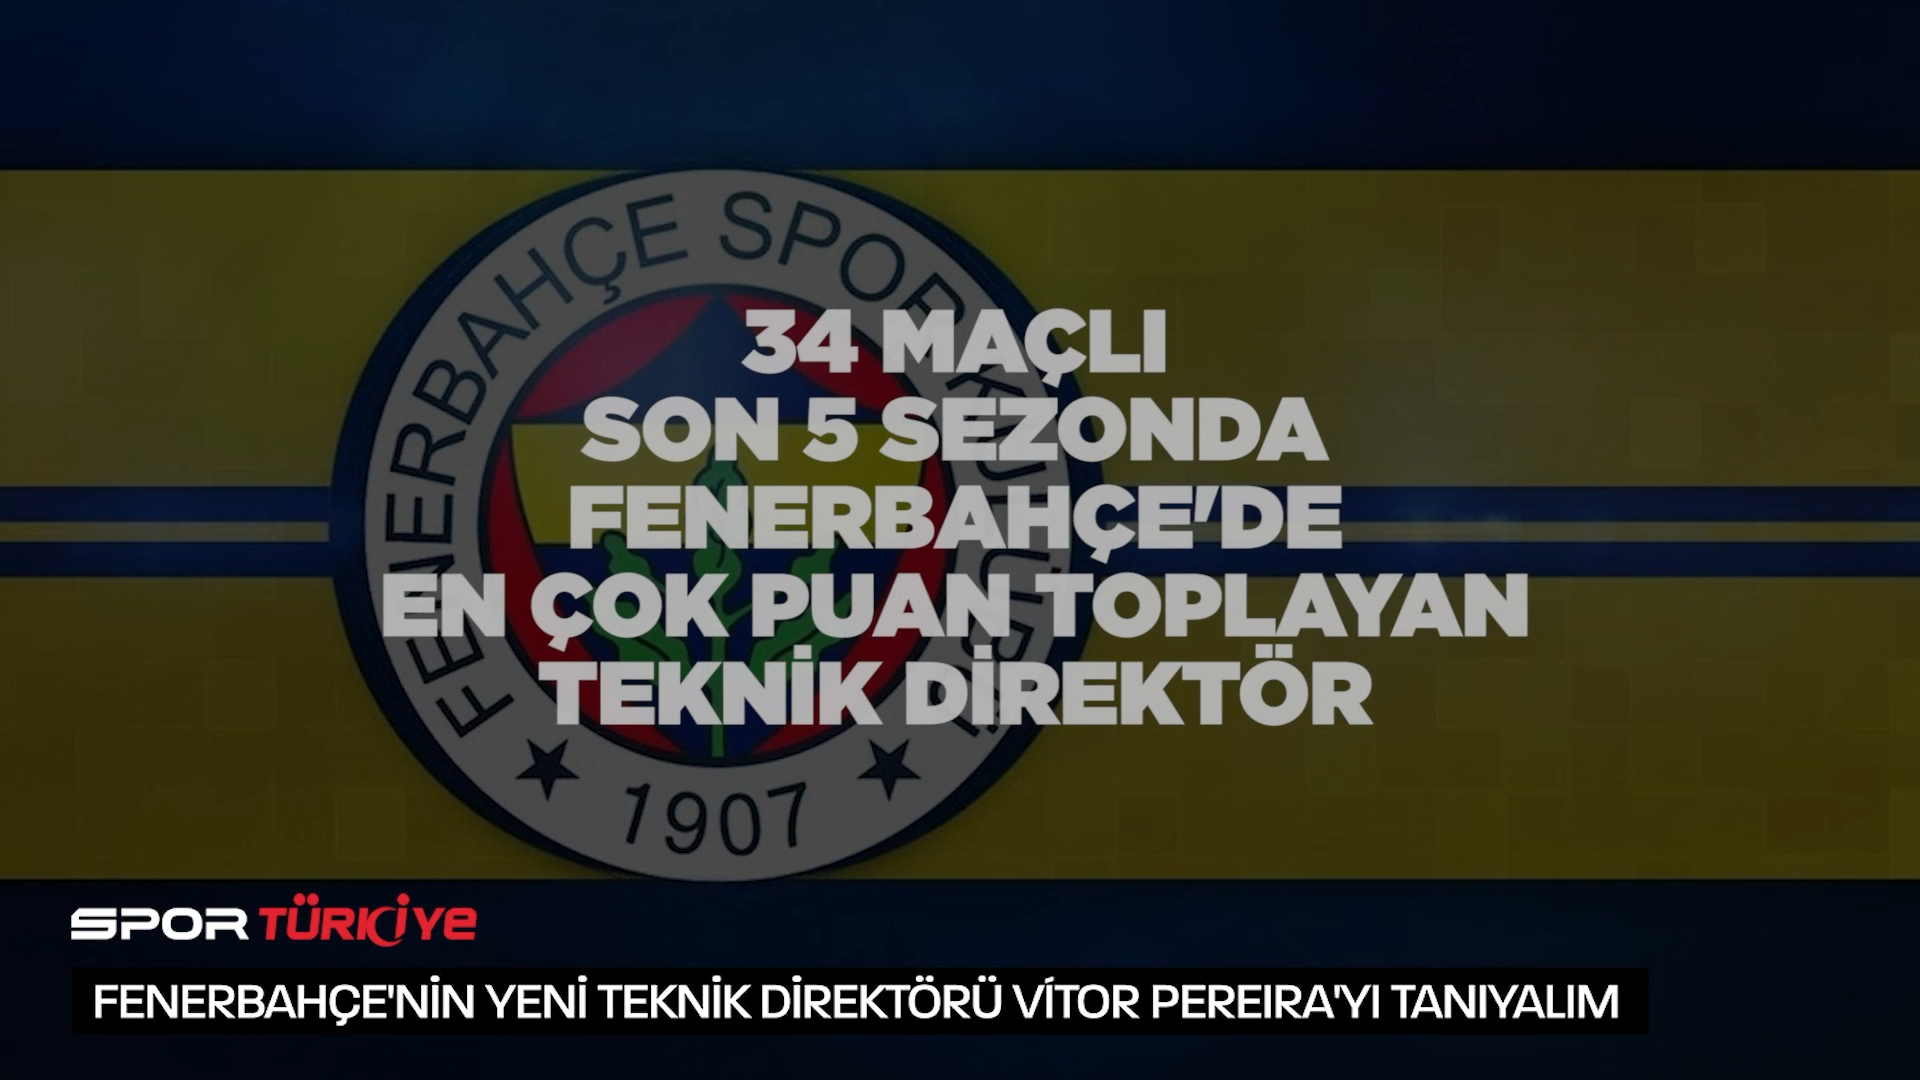 FENERBAHÇE SPOR KULÜBÜ
34 MAÇLI
SON 5 SEZONDA
FENERBAHÇE'DE
EN ÇOK PUAN TOPLAYAN
TEKNİK DİREKTÖR
1907
SPOR TÜRKİYE
FENERBAHÇE'NİN YENİ TEKNİK DİREKTÖRÜ VÍTOR PEREIRA'YI TANIYALIM